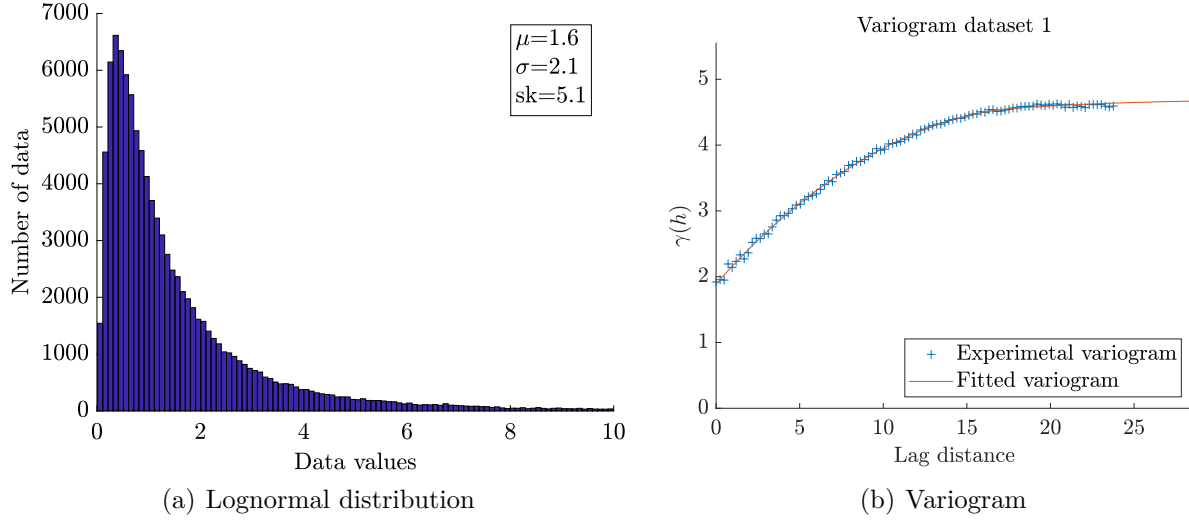 7000
6000
5000
4000
3000
2000
1000
0
Number of data
0 2 4 6 8 10
Data values
μ=1.6
σ=2.1
sk=5.1
(a) Lognormal distribution
Variogram dataset 1
5
4
3
2
1
0
γ(h)
0 5 10 15 20 25
Lag distance
Experimetal variogram
Fitted variogram
(b) Variogram